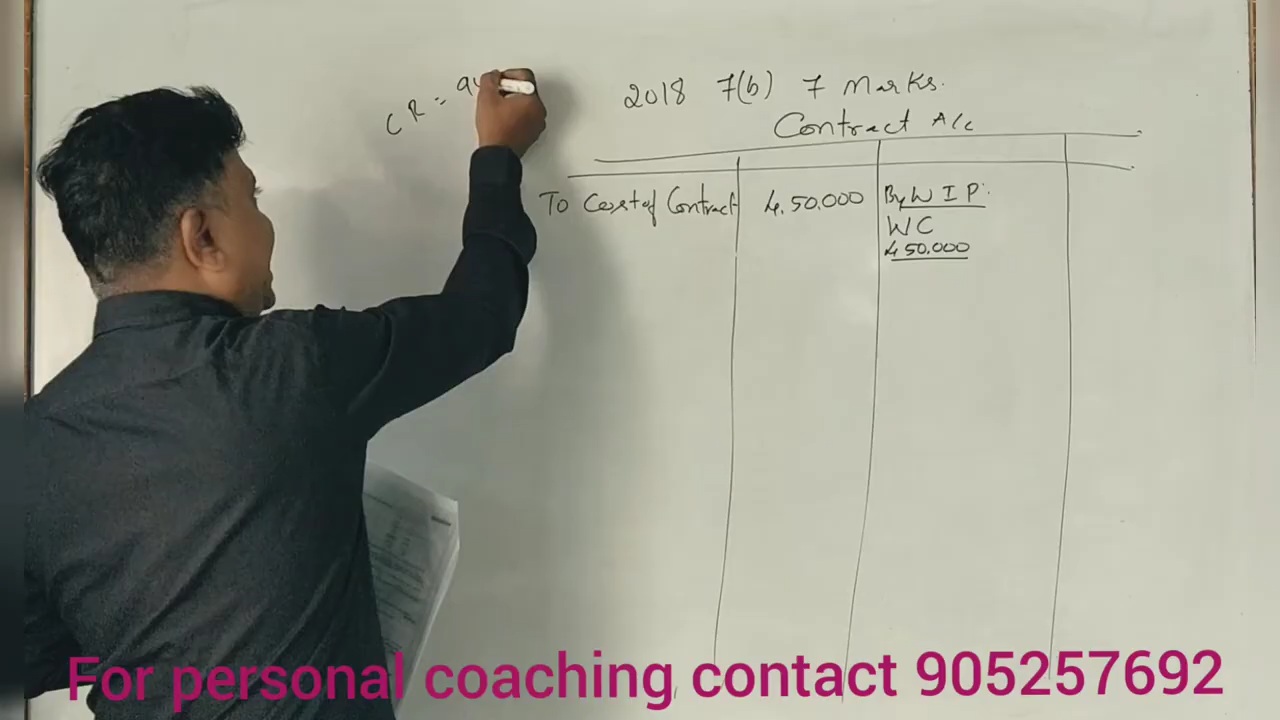 CR =
2018 7(b) 7 Marks.
Contract A/c
To Cost of Contract 4,50,000 By W I P:
WC
4,50,000
For personal coaching contact 905257692